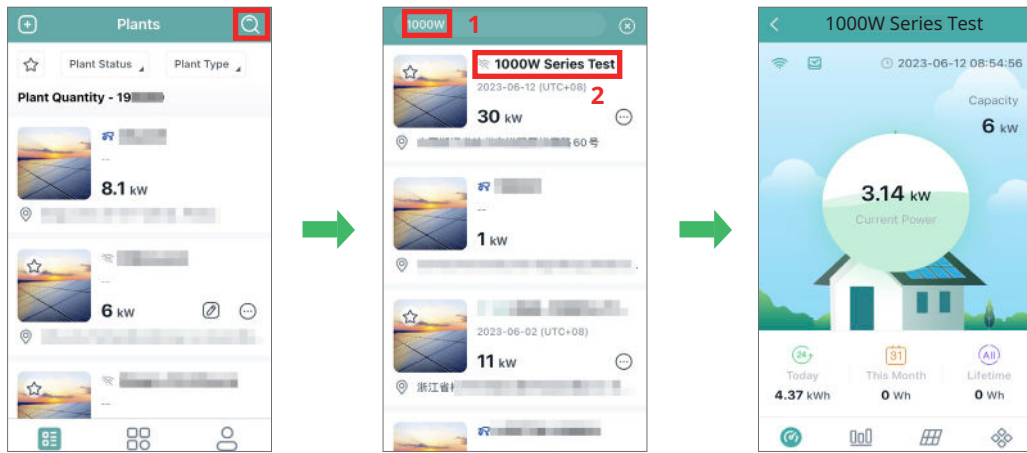 Plants
Plant Status
Plant Type
Plant Quantity - 19
--
8.1 kW
--
6 kW
--
1000W
1
1000W Series Test
2023-06-12 (UTC+08)
2
30 kW
60号
--
1 kW
2023-06-02 (UTC+08)
11 kW
浙江省
1000W Series Test
2023-06-12 08:54:56
Capacity
6 kW
3.14 kW
Current Power
24
31
All
Today
This Month
Lifetime
4.37 kWh
0 Wh
0 Wh